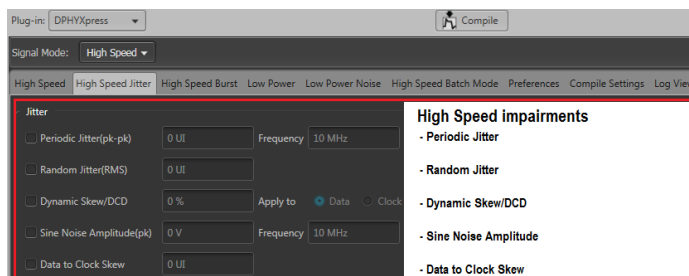 Plug-in: DPHYXpress Compile
Signal Mode: High Speed
High Speed High Speed Jitter High Speed Burst Low Power Low Power Noise High Speed Batch Mode Preferences Compile Settings Log View
Jitter
Periodic Jitter(pk-pk) 0 UI Frequency 10 MHz
Random Jitter(RMS) 0 UI
Dynamic Skew/DCD 0 % Apply to Data Clock
Sine Noise Amplitude(pk) 0 V Frequency 10 MHz
Data to Clock Skew 0 UI
High Speed impairments
- Periodic Jitter
- Random Jitter
- Dynamic Skew/DCD
- Sine Noise Amplitude
- Data to Clock Skew